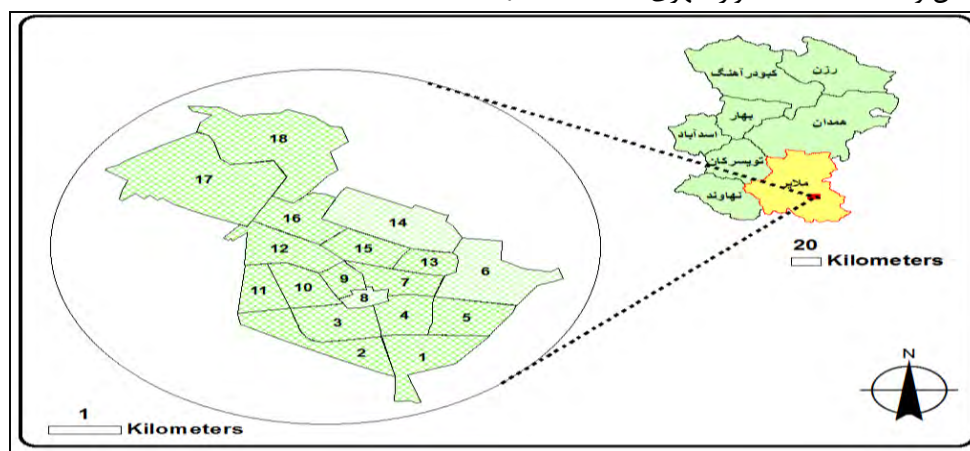 کبودرآهنگ
رزن
بهار
همدان
اسدآباد
تویسرکان
ملایر
نهاوند
18
17
14
16
15
12
13
6
9
7
11
10
8
3
4
5
2
1
20
Kilometers
1
Kilometers
N